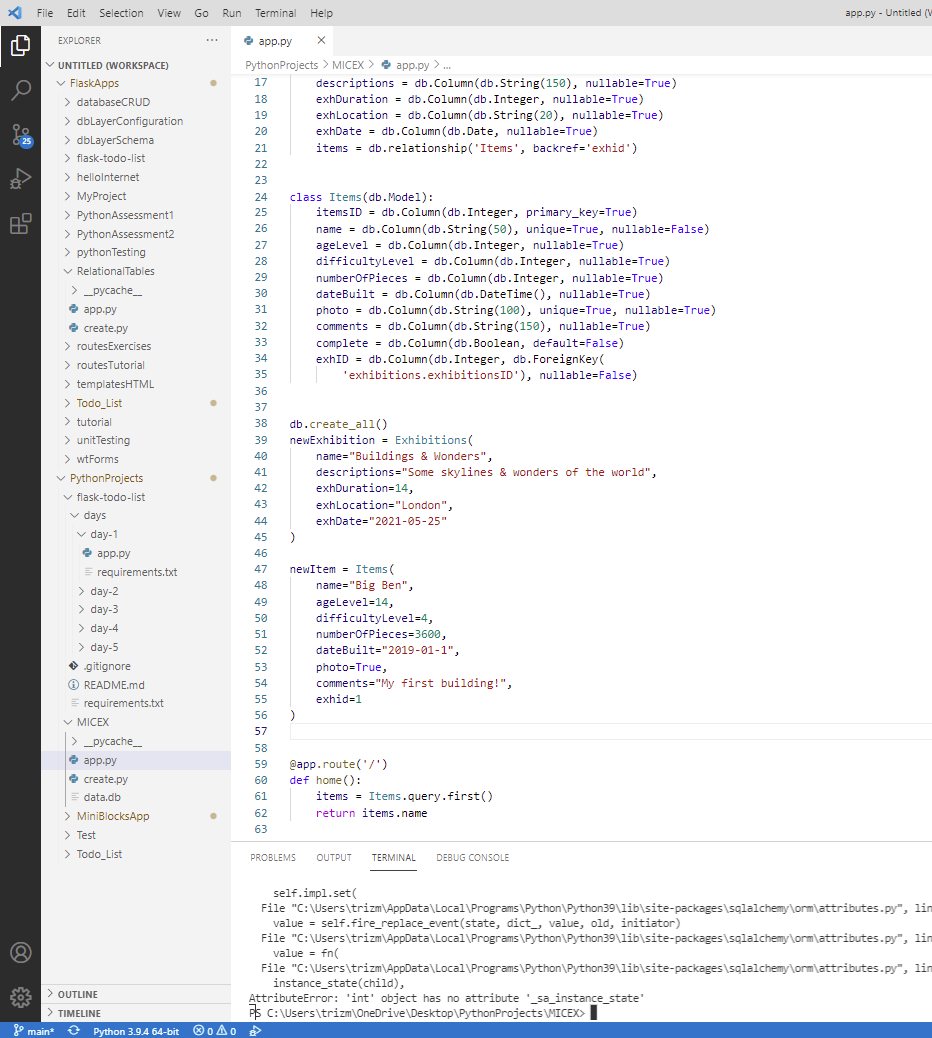 File Edit Selection View Go Run Terminal Help app.py - Untitled (W
EXPLORER ...
UNTITLED (WORKSPACE)
FlaskApps
databaseCRUD
dbLayerConfiguration
dbLayerSchema
flask-todo-list
helloInternet
MyProject
PythonAssessment1
PythonAssessment2
pythonTesting
RelationalTables
__pycache__
app.py
create.py
routesExercises
routesTutorial
templatesHTML
Todo_List
tutorial
unitTesting
wtForms
PythonProjects
flask-todo-list
days
day-1
app.py
requirements.txt
day-2
day-3
day-4
day-5
.gitignore
README.md
requirements.txt
MICEX
__pycache__
app.py
create.py
data.db
MiniBlocksApp
Test
Todo_List
OUTLINE
TIMELINE
25
app.py
PythonProjects > MICEX > app.py > ...
17 descriptions = db.Column(db.String(150), nullable=True)
18 exhDuration = db.Column(db.Integer, nullable=True)
19 exhLocation = db.Column(db.String(20), nullable=True)
20 exhDate = db.Column(db.Date, nullable=True)
21 items = db.relationship('Items', backref='exhid')
22
23
24 class Items(db.Model):
25 itemsID = db.Column(db.Integer, primary_key=True)
26 name = db.Column(db.String(50), unique=True, nullable=False)
27 ageLevel = db.Column(db.Integer, nullable=True)
28 difficultyLevel = db.Column(db.Integer, nullable=True)
29 numberOfPieces = db.Column(db.Integer, nullable=True)
30 dateBuilt = db.Column(db.DateTime(), nullable=True)
31 photo = db.Column(db.String(100), unique=True, nullable=True)
32 comments = db.Column(db.String(150), nullable=True)
33 complete = db.Column(db.Boolean, default=False)
34 exhID = db.Column(db.Integer, db.ForeignKey(
35 'exhibitions.exhibitionsID'), nullable=False)
36
37
38 db.create_all()
39 newExhibition = Exhibitions(
40 name="Buildings & Wonders",
41 descriptions="Some skylines & wonders of the world",
42 exhDuration=14,
43 exhLocation="London",
44 exhDate="2021-05-25"
45 )
46
47 newItem = Items(
48 name="Big Ben",
49 ageLevel=14,
50 difficultyLevel=4,
51 numberOfPieces=3600,
52 dateBuilt="2019-01-1",
53 photo=True,
54 comments="My first building!",
55 exhid=1
56 )
57
58
59 @app.route('/')
60 def home():
61 items = Items.query.first()
62 return items.name
63
PROBLEMS OUTPUT TERMINAL DEBUG CONSOLE
self.impl.set(
File "C:\Users\trizm\AppData\Local\Programs\Python\Python39\lib\site-packages\sqlalchemy\orm\attributes.py", lin
value = self.fire_replace_event(state, dict_, value, old, initiator)
File "C:\Users\trizm\AppData\Local\Programs\Python\Python39\lib\site-packages\sqlalchemy\orm\attributes.py", lin
value = fn(
File "C:\Users\trizm\AppData\Local\Programs\Python\Python39\lib\site-packages\sqlalchemy\orm\attributes.py", lin
instance_state(child),
AttributeError: 'int' object has no attribute '_sa_instance_state'
PS C:\Users\trizm\OneDrive\Desktop\PythonProjects\MICEX>
main* Python 3.9.4 64-bit 0 0